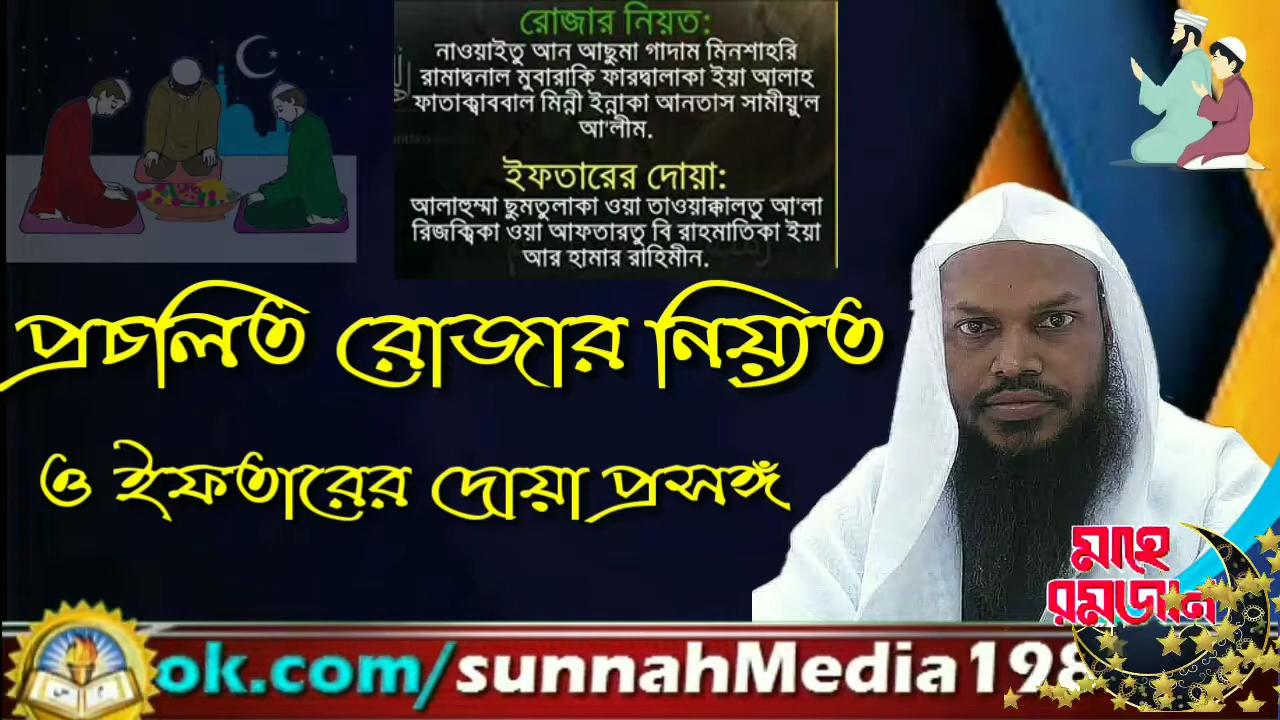 রোজার নিয়ত:
নাওয়াইতু আন আছুমা গাদাম মিনশাহরি
রামাদ্বনাল মুবারাকি ফারদ্বালাকা ইয়া আলাহ
ফাতাক্বাববাল মিন্নী ইন্নাকা আনতাস সামীয়ু'ল
আ'লীম.
ইফতারের দোয়া:
আলাহুম্মা ছুমতুলাকা ওয়া তাওয়াক্কালতু আ'লা
রিজক্বিকা ওয়া আফতারতু বি রাহমাতিকা ইয়া
আর হামার রাহিমীন.
প্রচলিত রোজার নিয়্যত
ও ইফতারের দোয়া প্রসঙ্গ
মাহে
রমজান
ok.com/sunnahMedia198